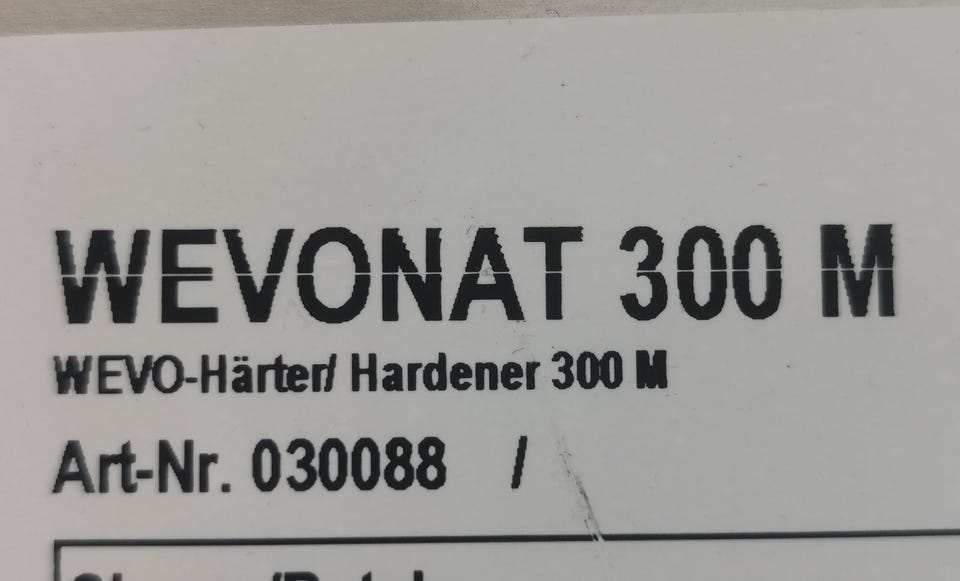 WEVONAT 300 M
WEVO-Härter/ Hardener 300 M
Art-Nr. 030088 /